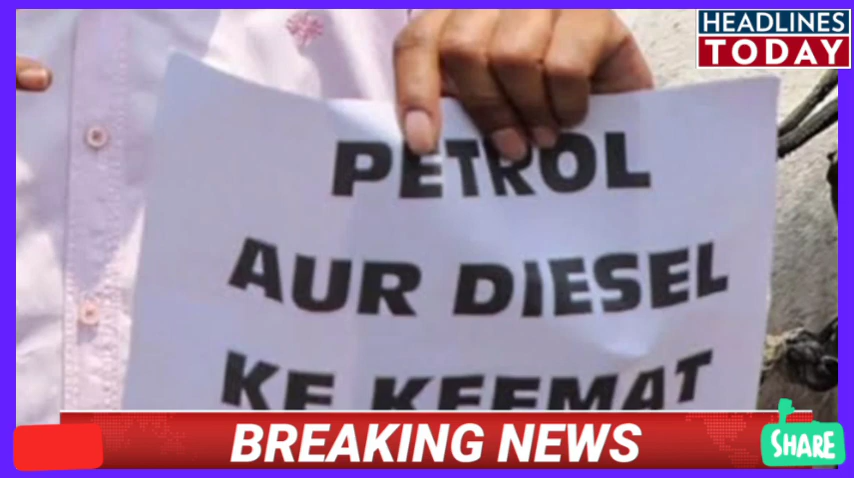 HEADLINES
TODAY
PETROL
AUR DIESEL
KE KEEMAT
BREAKING NEWS
SHARE